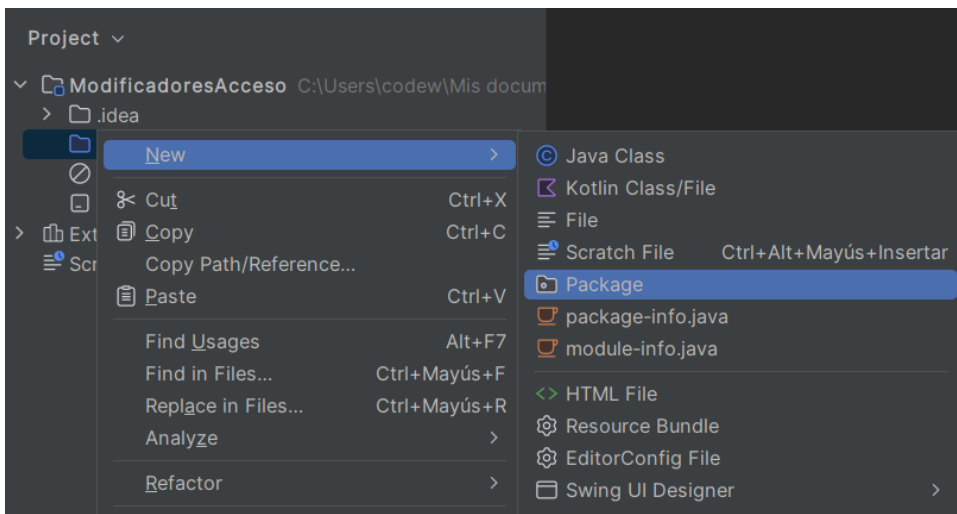 Project
ModificadoresAcceso C:\Users\codew\Mis docum
.idea
Ext
Scr
New
Cut Ctrl+X
Copy Ctrl+C
Copy Path/Reference...
Paste Ctrl+V
Find Usages Alt+F7
Find in Files... Ctrl+Mayús+F
Replace in Files... Ctrl+Mayús+R
Analyze
Refactor
Java Class
Kotlin Class/File
File
Scratch File Ctrl+Alt+Mayús+Insertar
Package
package-info.java
module-info.java
HTML File
Resource Bundle
EditorConfig File
Swing UI Designer